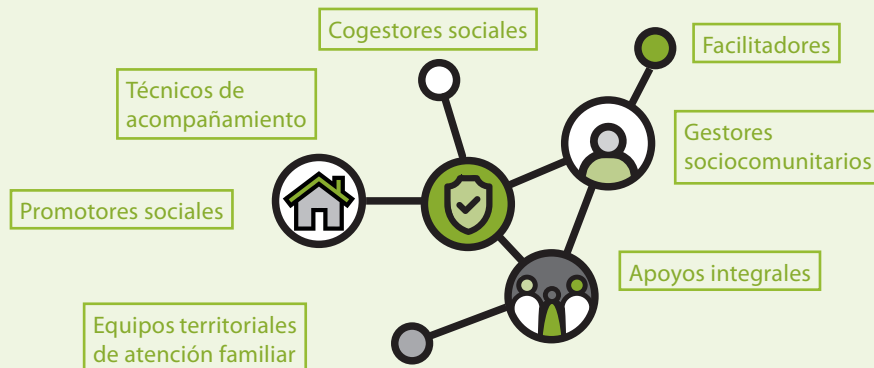 Cogestores sociales
Facilitadores
Técnicos de
acompañamiento
Gestores
sociocomunitarios
Promotores sociales
Apoyos integrales
Equipos territoriales
de atención familiar